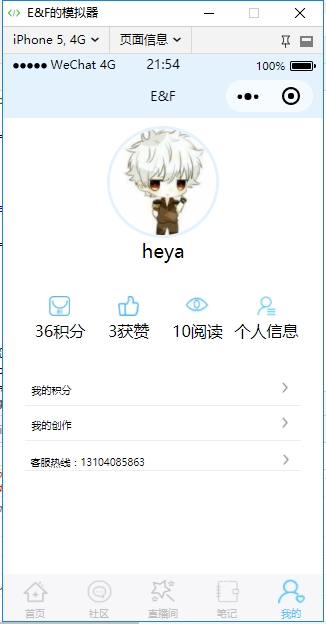 E&F的模拟器
iPhone 5, 4G 页面信息
WeChat 4G 21:54 100%
E&F
heya
36积分 3获赞 10阅读 个人信息
我的积分
我的创作
客服热线：13104085863
首页 社区 直播间 笔记 我的